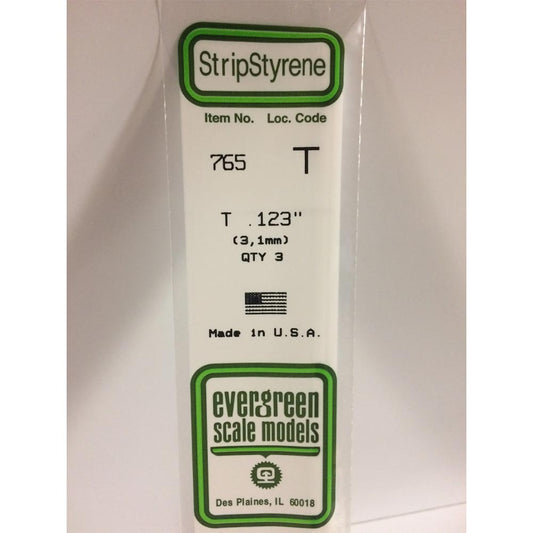 StripStyrene
Item No. Loc. Code
765 T
T .123"
(3,1mm)
QTY 3
Made in U.S.A.
evergreen
scale models
Des Plaines, IL 60018